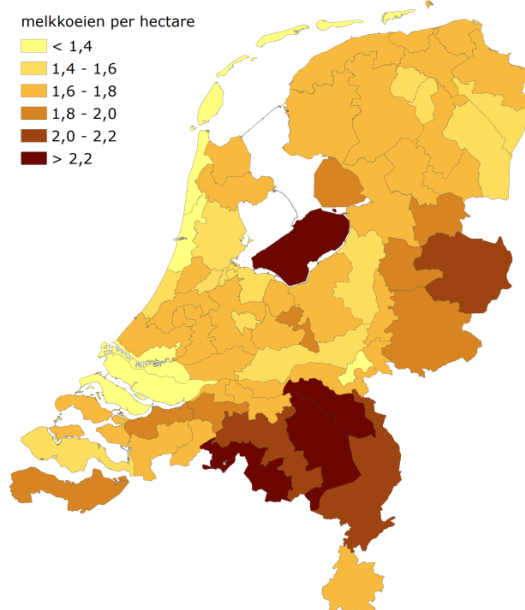 melkkoeien per hectare
< 1,4
1,4 - 1,6
1,6 - 1,8
1,8 - 2,0
2,0 - 2,2
> 2,2